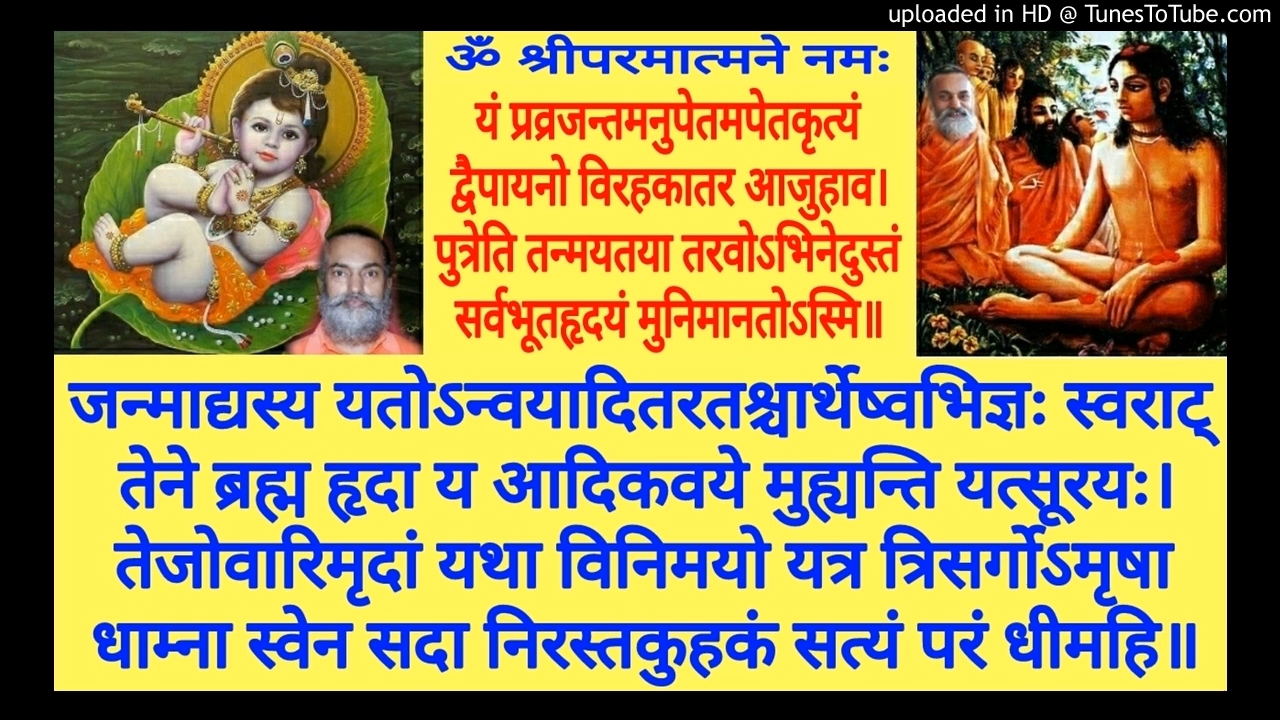 uploaded in HD @ TunesToTube.com
ॐ श्रीपरमात्मने नमः
यं प्रव्रजन्तमनुपेतमपेतकृत्यं
द्वैपायनो विरहकातर आजुहाव।
पुत्रेति तन्मयतया तरवोऽभिनेदुस्तं
सर्वभूतहृदयं मुनिमानतोऽस्मि॥
जन्माद्यस्य यतोऽन्वयादितरतश्चार्थेष्वभिज्ञः स्वराट्
तेने ब्रह्म हृदा य आदिकवये मुह्यन्ति यत्सूरयः।
तेजोवारिमृदां यथा विनिमयो यत्र त्रिसर्गोऽमृषा
धाम्ना स्वेन सदा निरस्तकुहकं सत्यं परं धीमहि॥